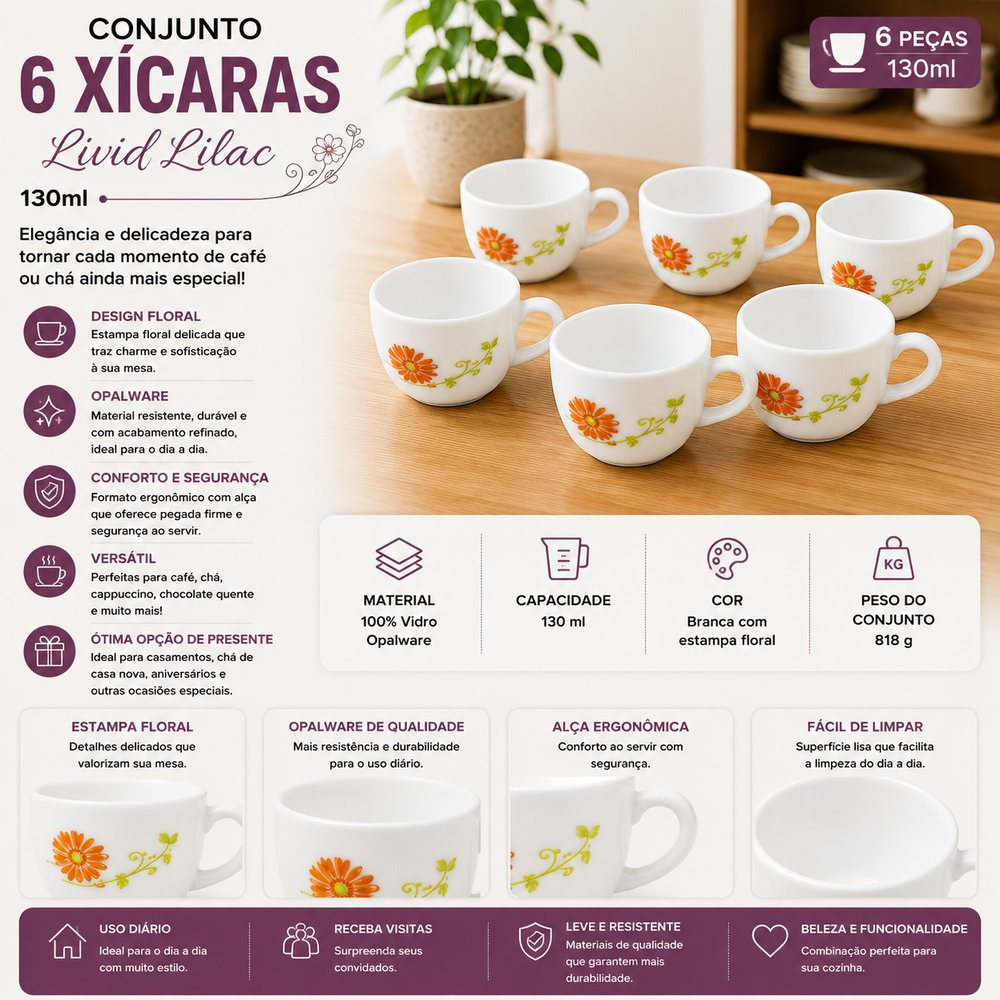 CONJUNTO
6 XÍCARAS
Livid Lilac
130ml
Elegância e delicadeza para
tornar cada momento de café
ou chá ainda mais especial!
DESIGN FLORAL
Estampa floral delicada que
traz charme e sofisticação
à sua mesa.
OPALWARE
Material resistente, durável e
com acabamento refinado,
ideal para o dia a dia.
CONFORTO E SEGURANÇA
Formato ergonômico com alça
que oferece pegada firme e
segurança ao servir.
VERSÁTIL
Perfeitas para café, chá,
cappuccino, chocolate quente
e muito mais!
ÓTIMA OPÇÃO DE PRESENTE
Ideal para casamentos, chá de
casa nova, aniversários e
outras ocasiões especiais.
6 PEÇAS
130ml
MATERIAL
100% Vidro
Opalware
CAPACIDADE
130 ml
COR
Branca com
estampa floral
KG
PESO DO
CONJUNTO
818 g
ESTAMPA FLORAL
Detalhes delicados que
valorizam sua mesa.
OPALWARE DE QUALIDADE
Mais resistência e durabilidade
para o uso diário.
ALÇA ERGONÔMICA
Conforto ao servir com
segurança.
FÁCIL DE LIMPAR
Superfície lisa que facilita
a limpeza do dia a dia.
USO DIÁRIO
Ideal para o dia a dia
com muito estilo.
RECEBA VISITAS
Surpreenda seus
convidados.
LEVE E RESISTENTE
Materiais de qualidade
que garantem mais
durabilidade.
BELEZA E FUNCIONALIDADE
Combinação perfeita para
sua cozinha.